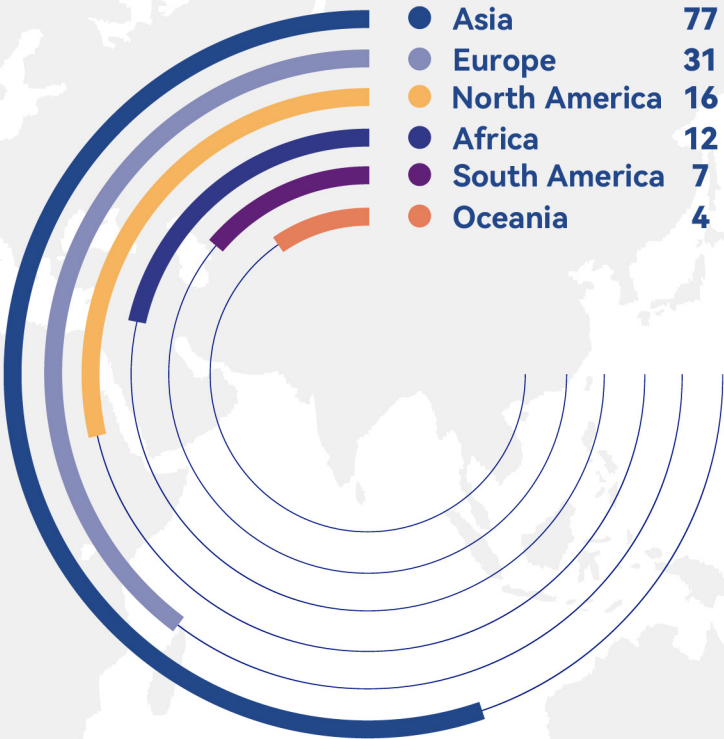 Asia 77
Europe 31
North America 16
Africa 12
South America 7
Oceania 4